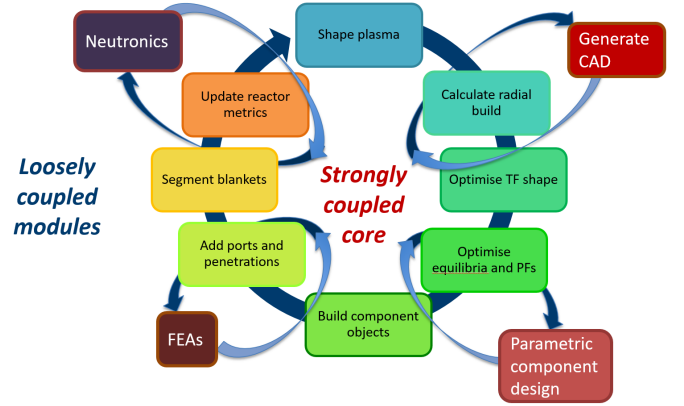 Neutronics
Shape plasma
Generate
CAD
Update reactor
metrics
Calculate radial
build
Loosely
coupled
modules
Segment blankets
Strongly
coupled
core
Optimise TF shape
Add ports and
penetrations
Optimise
equilibria and PFs
FEAs
Build component
objects
Parametric
component
design